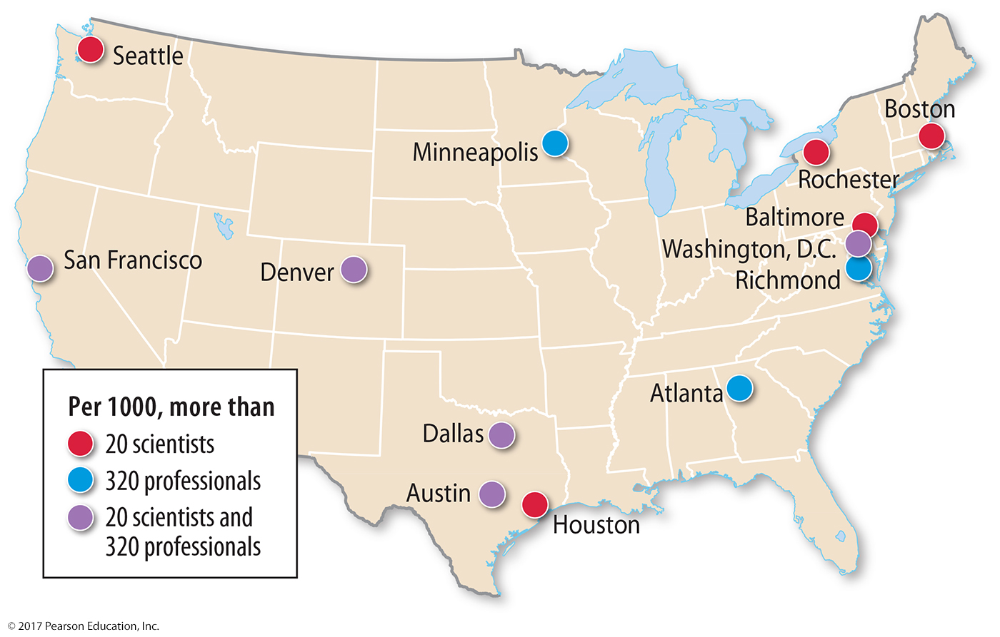 Seattle
Boston
Minneapolis
Rochester
Baltimore
Washington, D.C.
San Francisco
Denver
Richmond
Atlanta
Dallas
Austin
Houston
Per 1000, more than
20 scientists
320 professionals
20 scientists and
320 professionals
© 2017 Pearson Education, Inc.